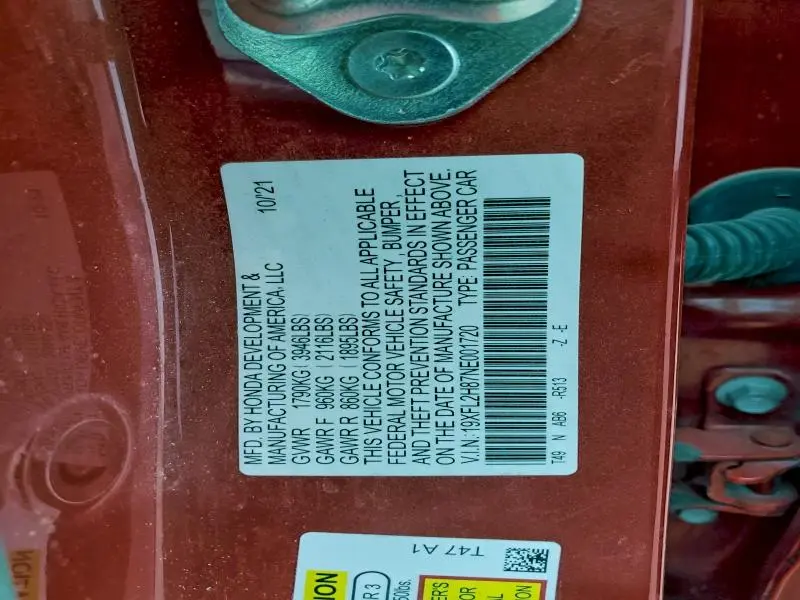 MFD. BY HONDA DEVELOPMENT &
MANUFACTURING OF AMERICA, LLC 10/21
GVWR 1790KG ( 3946LBS)
GAWR F 960KG ( 2116LBS)
GAWR R 860KG ( 1895LBS)
THIS VEHICLE CONFORMS TO ALL APPLICABLE
FEDERAL MOTOR VEHICLE SAFETY , BUMPER ,
AND THEFT PREVENTION STANDARDS IN EFFECT
ON THE DATE OF MANUFACTURE SHOWN ABOVE.
V.I.N.:19XFL2H87NE001720 TYPE: PASSENGER CAR
T49 N AB6 -R513 -Z -E
T47 A1